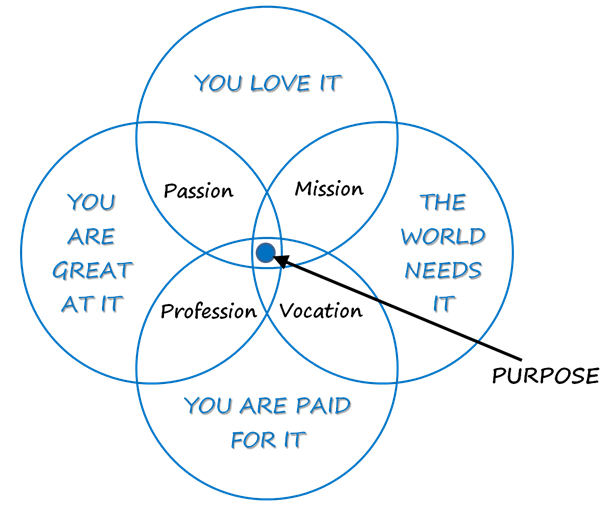 YOU LOVE IT
Passion
Mission
YOU
ARE
GREAT
AT IT
THE
WORLD
NEEDS
IT
Profession
Vocation
PURPOSE
YOU ARE PAID
FOR IT